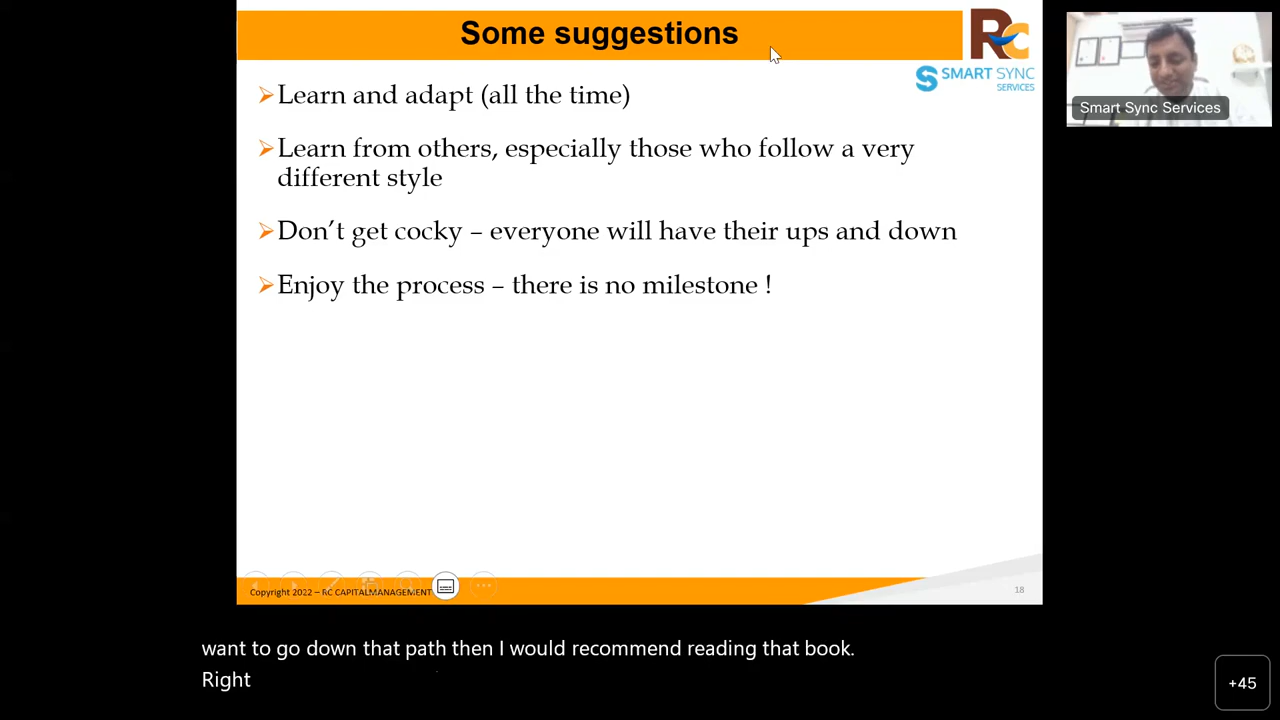 Some suggestions
RC
SMART SYNC
SERVICES
Smart Sync Services
Learn and adapt (all the time)
Learn from others, especially those who follow a very
different style
Don't get cocky – everyone will have their ups and down
Enjoy the process – there is no milestone !
Copyright 2022 – RC CAPITALMANAGEMENT
18
want to go down that path then I would recommend reading that book.
Right
+45